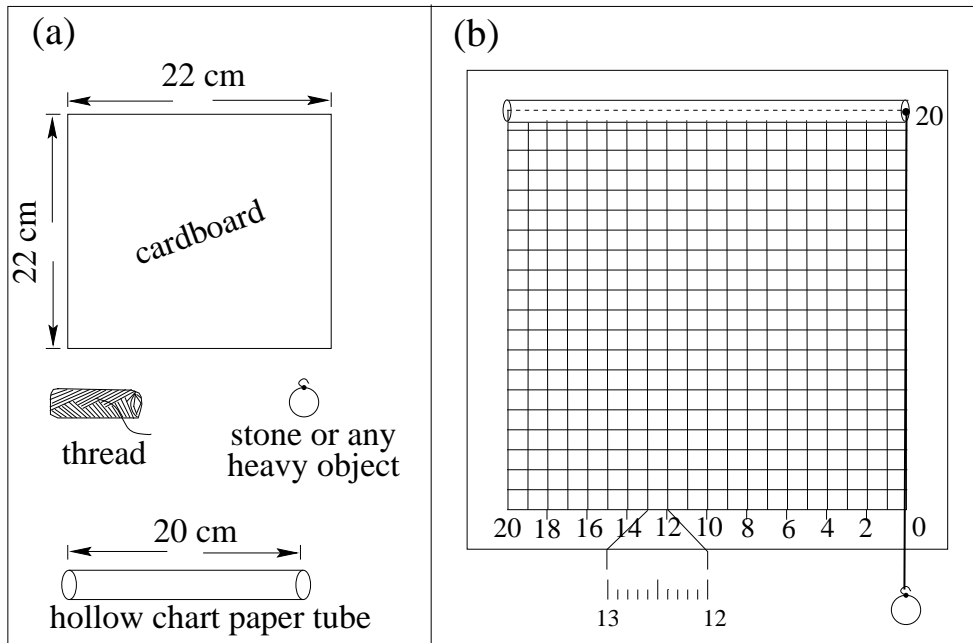 (a)
22 cm
22 cm
cardboard
thread
stone or any
heavy object
20 cm
hollow chart paper tube
(b)
20
20 18 16 14 12 10 8 6 4 2 0
13 12